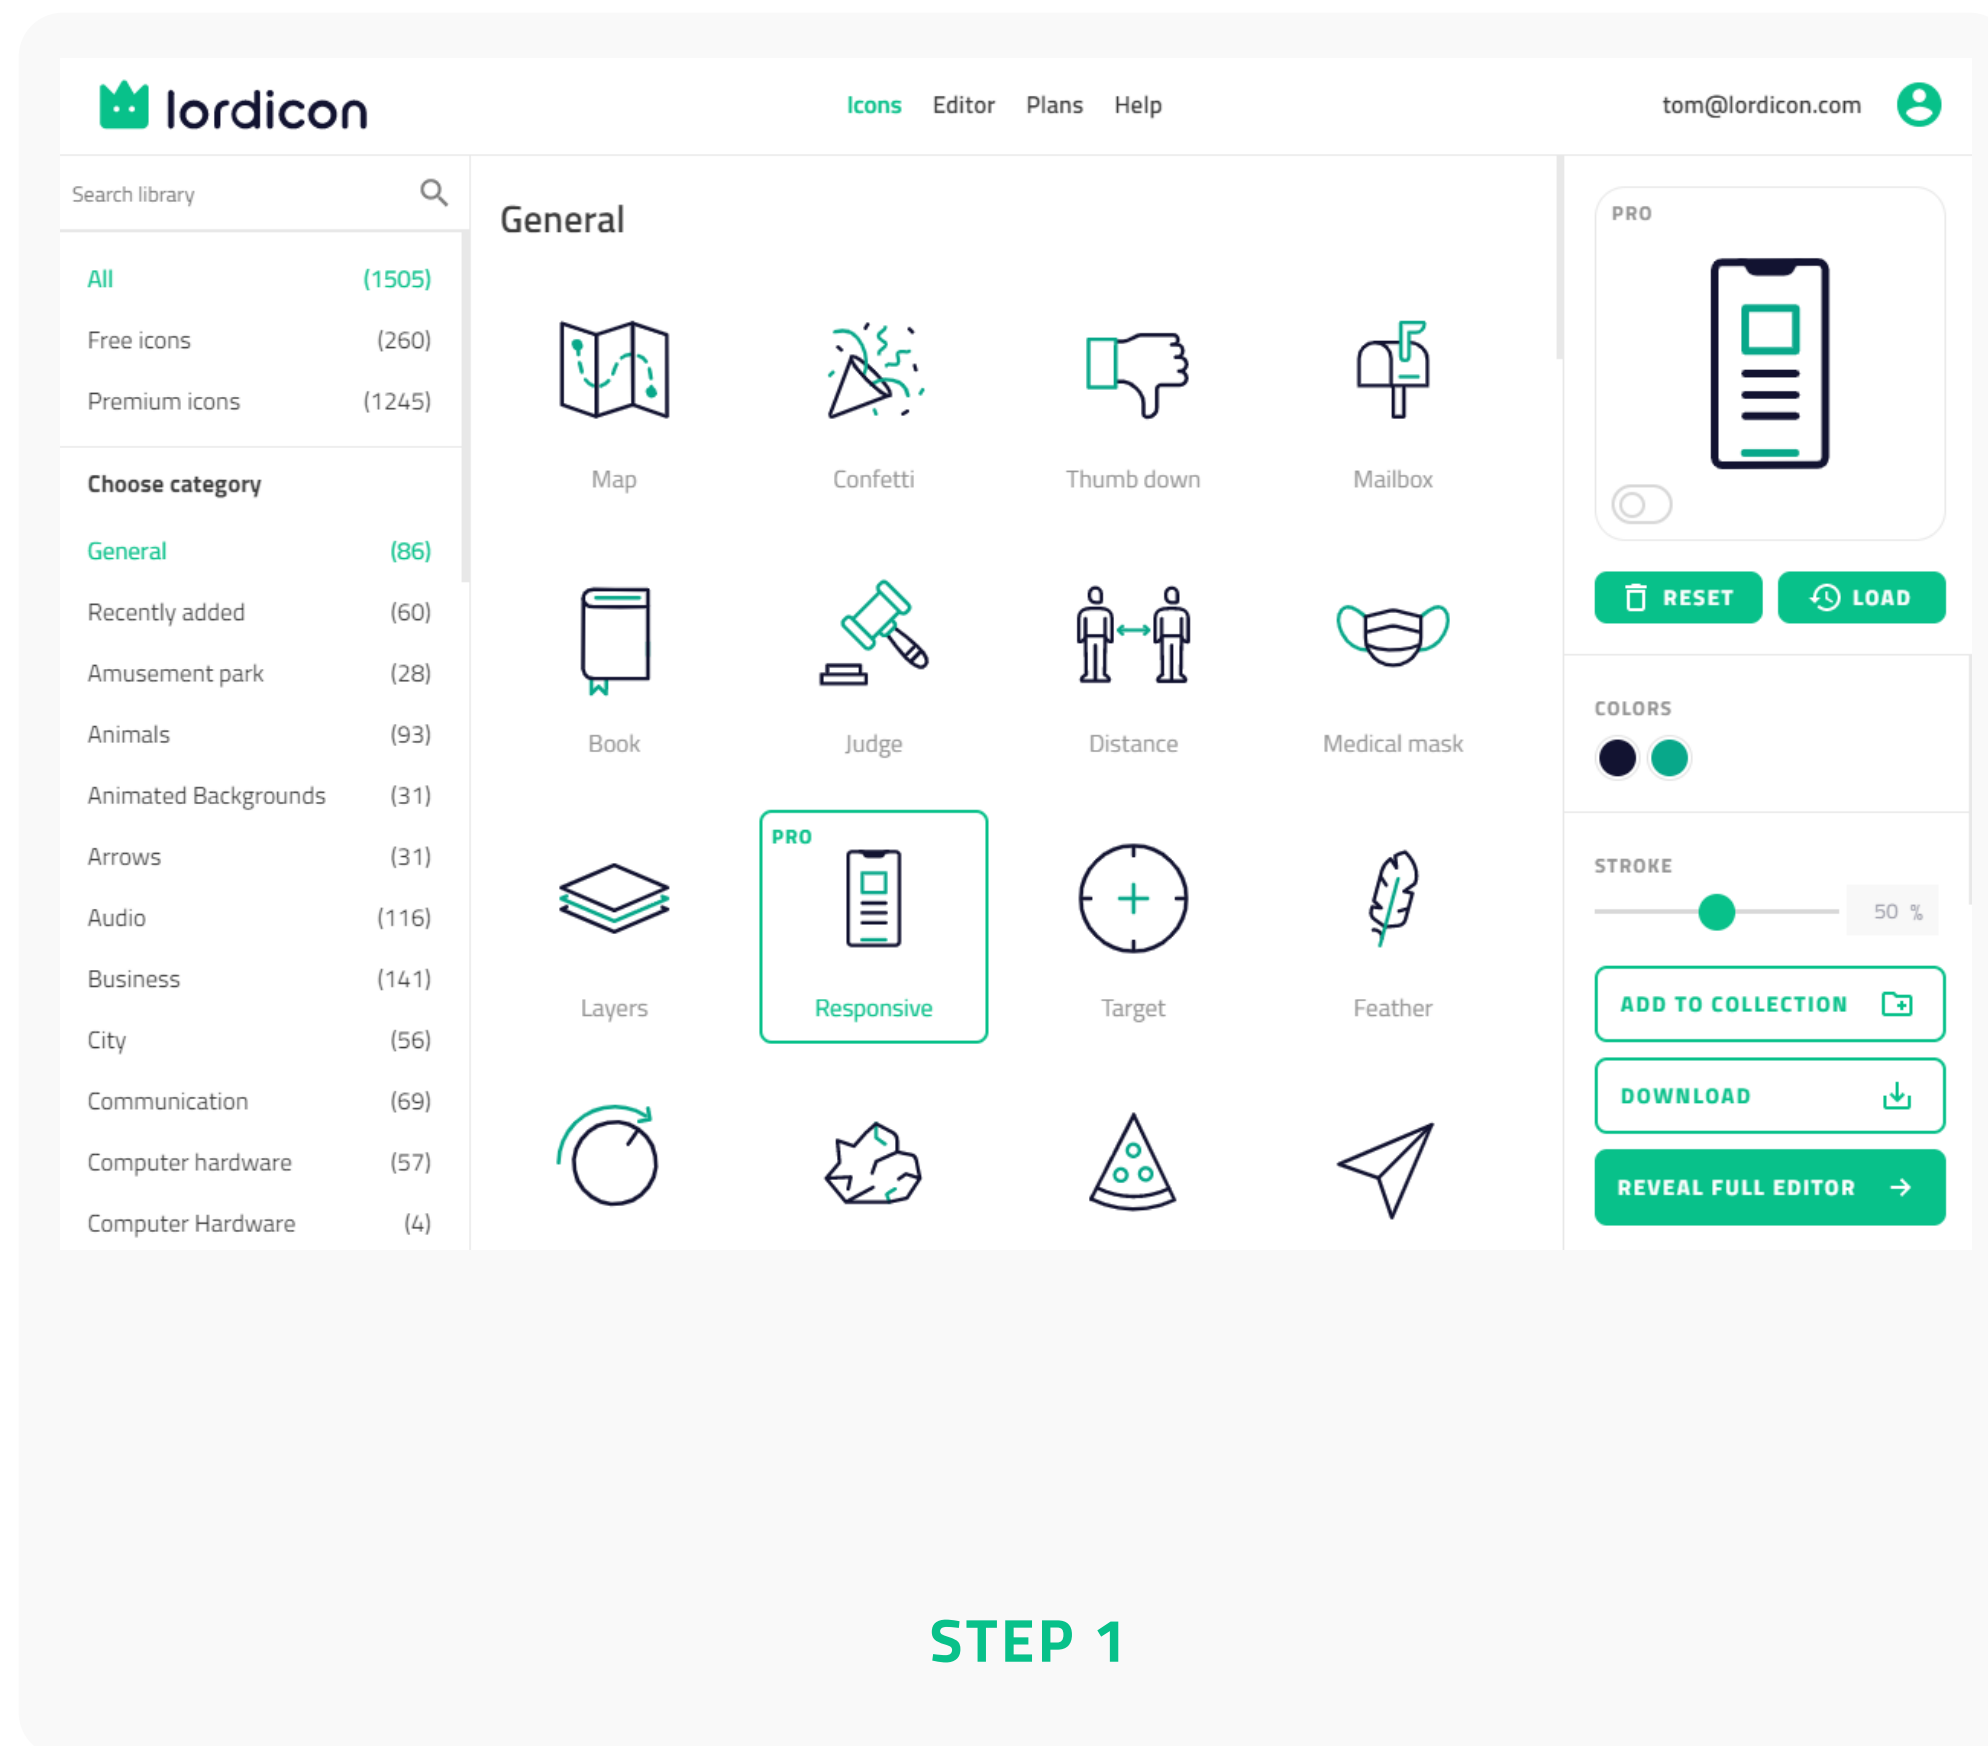 lordicon
Icons Editor Plans Help
tom@lordicon.com
Search library
All (1505)
Free icons (260)
Premium icons (1245)
Choose category
General (86)
Recently added (60)
Amusement park (28)
Animals (93)
Animated Backgrounds (31)
Arrows (31)
Audio (116)
Business (141)
City (56)
Communication (69)
Computer hardware (57)
Computer Hardware (4)
General
Map Confetti Thumb down Mailbox
Book Judge Distance Medical mask
PRO
Layers Responsive Target Feather
PRO
RESET LOAD
COLORS
STROKE
50 %
ADD TO COLLECTION
DOWNLOAD
REVEAL FULL EDITOR
STEP 1